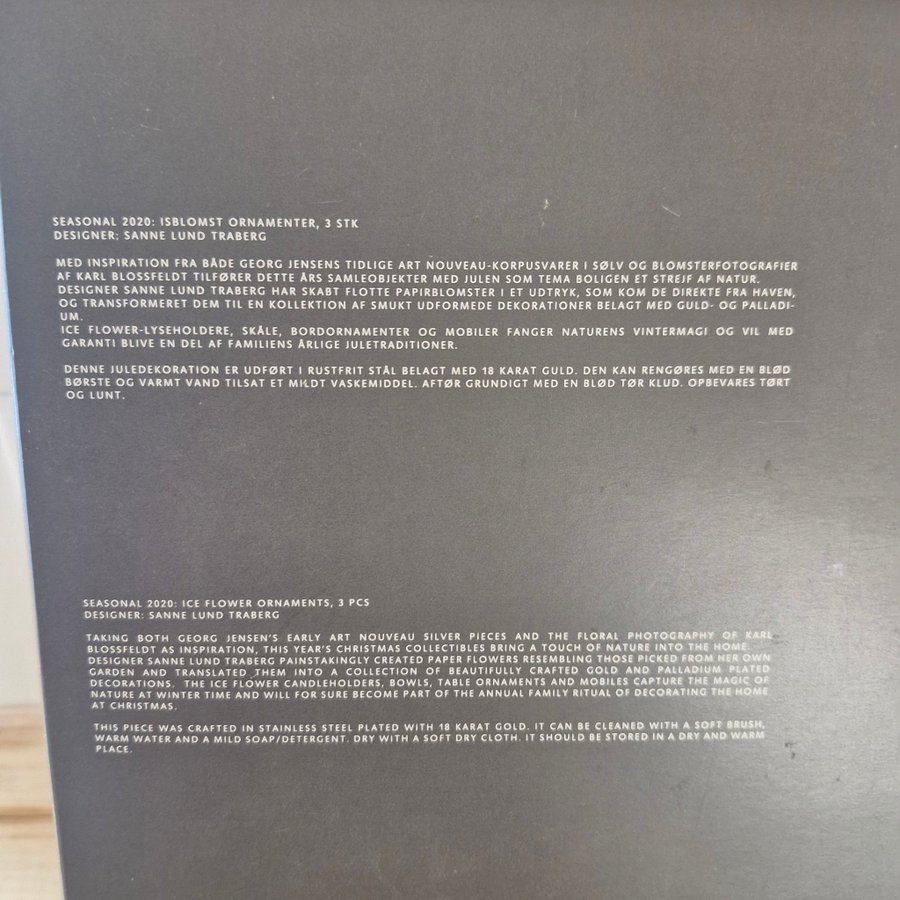 SEASONAL 2020: ISBLOMST ORNAMENTER, 3 STK
DESIGNER: SANNE LUND TRABERG
MED INSPIRATION FRA BÅDE GEORG JENSENS TIDLIGE ART NOUVEAU-KORPUSVARER I SØLV OG BLOMSTERFOTOGRAFIER
AF KARL BLOSSFELDT TILFØRER DETTE ÅRS SAMLEOBJEKTER MED JULEN SOM TEMA BOLIGEN ET STREJF AF NATUR.
DESIGNER SANNE LUND TRABERG HAR SKABT FLOTTE PAPIRBLOMSTER I ET UDTRYK, SOM KOM DE DIREKTE FRA HAVEN,
OG TRANSFORMERET DEM TIL EN KOLLEKTION AF SMUKT UDFORMEDE DEKORATIONER BELAGT MED GULD- OG PALLADI-
UM.
ICE FLOWER-LYSEHOLDERE, SKÅLE, BORDORNAMENTER OG MOBILER FANGER NATURENS VINTERMAGI OG VIL MED
GARANTI BLIVE EN DEL AF FAMILIENS ÅRLIGE JULETRADITIONER.
DENNE JULEDEKORATION ER UDFØRT I RUSTFRIT STÅL BELAGT MED 18 KARAT GULD. DEN KAN RENGØRES MED EN BLØD
BØRSTE OG VARMT VAND TILSAT ET MILDT VASKEMIDDEL. AFTØR GRUNDIGT MED EN BLØD TØR KLUD. OPBEVARES TØRT
OG LUNT.
SEASONAL 2020: ICE FLOWER ORNAMENTS, 3 PCS
DESIGNER: SANNE LUND TRABERG
TAKING BOTH GEORG JENSEN'S EARLY ART NOUVEAU SILVER PIECES AND THE FLORAL PHOTOGRAPHY OF KARL
BLOSSFELDT AS INSPIRATION, THIS YEAR'S CHRISTMAS COLLECTIBLES BRING A TOUCH OF NATURE INTO THE HOME.
DESIGNER SANNE LUND TRABERG PAINSTAKINGLY CREATED PAPER FLOWERS RESEMBLING THOSE PICKED FROM HER OWN
GARDEN AND TRANSLATED THEM INTO A COLLECTION OF BEAUTIFULLY CRAFTED GOLD AND PALLADIUM PLATED
DECORATIONS. THE ICE FLOWER CANDLEHOLDERS, BOWLS, TABLE ORNAMENTS AND MOBILES CAPTURE THE MAGIC OF
NATURE AT WINTER TIME AND WILL FOR SURE BECOME PART OF THE ANNUAL FAMILY RITUAL OF DECORATING THE HOME
AT CHRISTMAS.
THIS PIECE WAS CRAFTED IN STAINLESS STEEL PLATED WITH 18 KARAT GOLD. IT CAN BE CLEANED WITH A SOFT BRUSH,
WARM WATER AND A MILD SOAP/DETERGENT. DRY WITH A SOFT DRY CLOTH. IT SHOULD BE STORED IN A DRY AND WARM
PLACE.